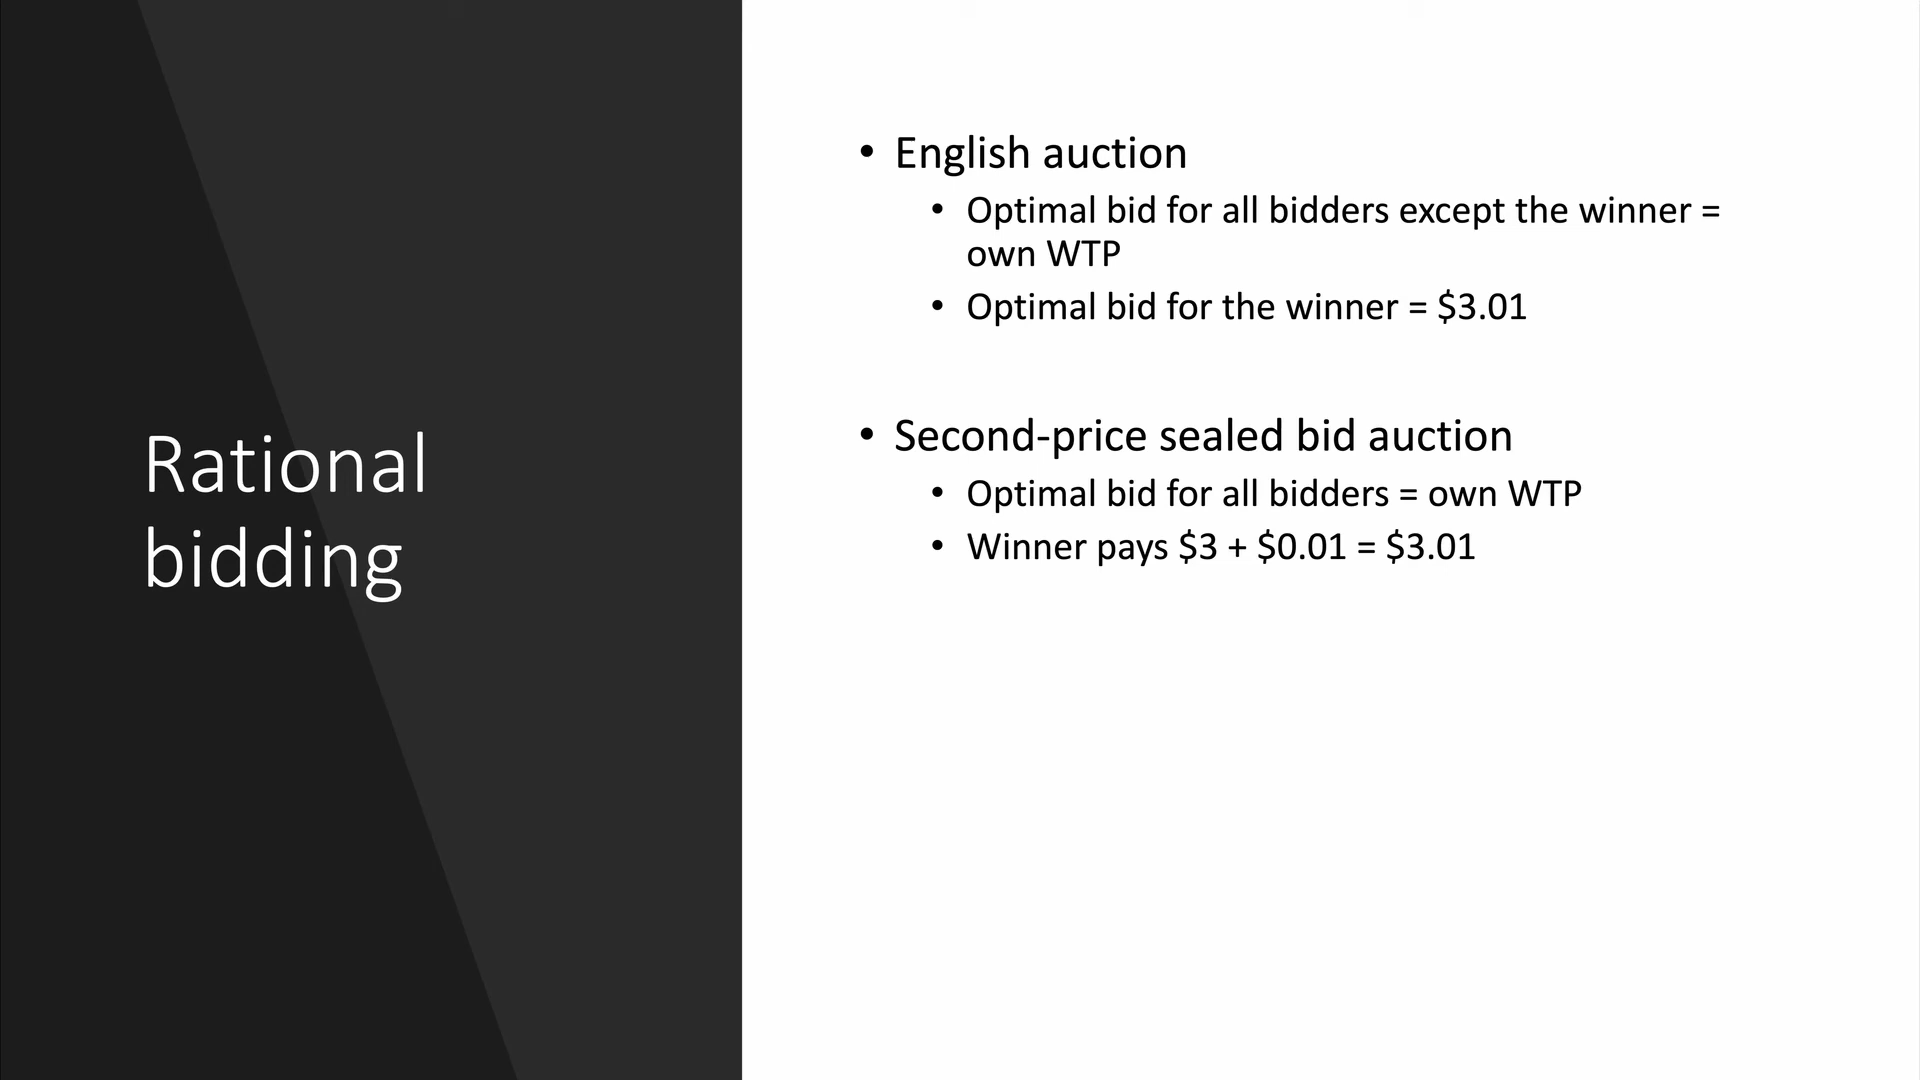 Rational
bidding
• English auction
• Optimal bid for all bidders except the winner =
own WTP
• Optimal bid for the winner = $3.01
• Second-price sealed bid auction
• Optimal bid for all bidders = own WTP
• Winner pays $3 + $0.01 = $3.01